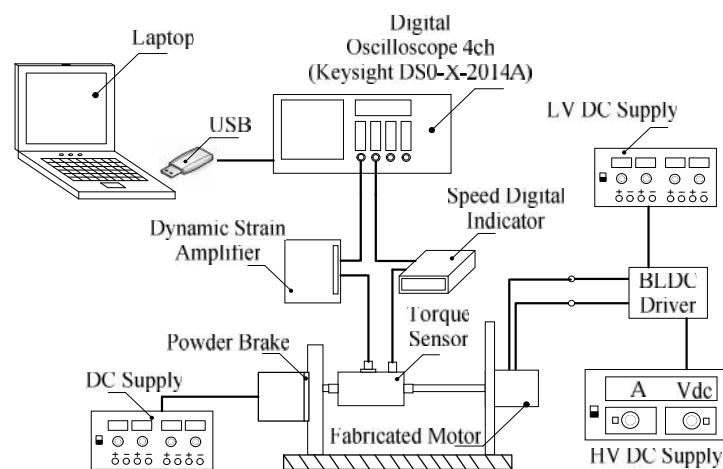 Digital
Oscilloscope 4ch
(Keysight DS0-X-2014A)
Laptop
USB
LV DC Supply
+ - + - + - + -
Speed Digital
Indicator
Dynamic Strain
Amplifier
BLDC
Driver
Torque
Sensor
Powder Brake
DC Supply
A Vdc
+ - + - + - + -
Fabricated Motor
HV DC Supply